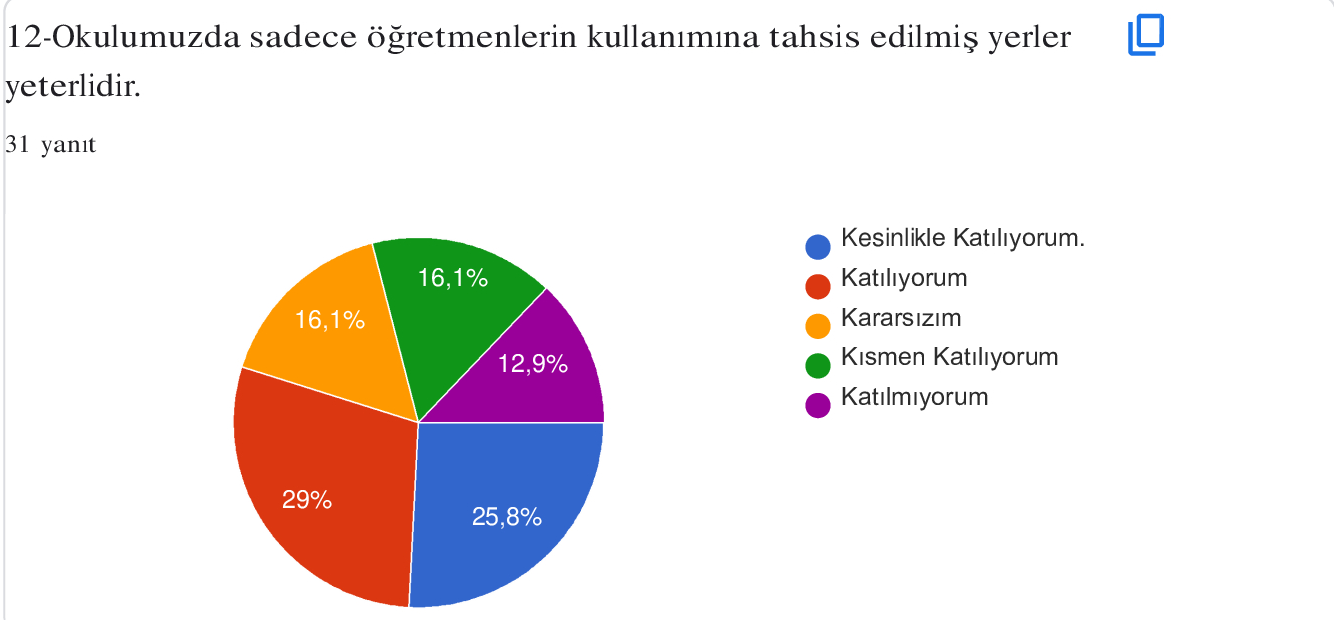 12-Okulumuzda sadece öğretmenlerin kullanımına tahsis edilmiş yerler
yeterlidir.
31 yanıt
Kesinlikle Katılıyorum.
Katılıyorum
Kararsızım
Kısmen Katılıyorum
Katılmıyorum
16,1%
16,1%
12,9%
29%
25,8%